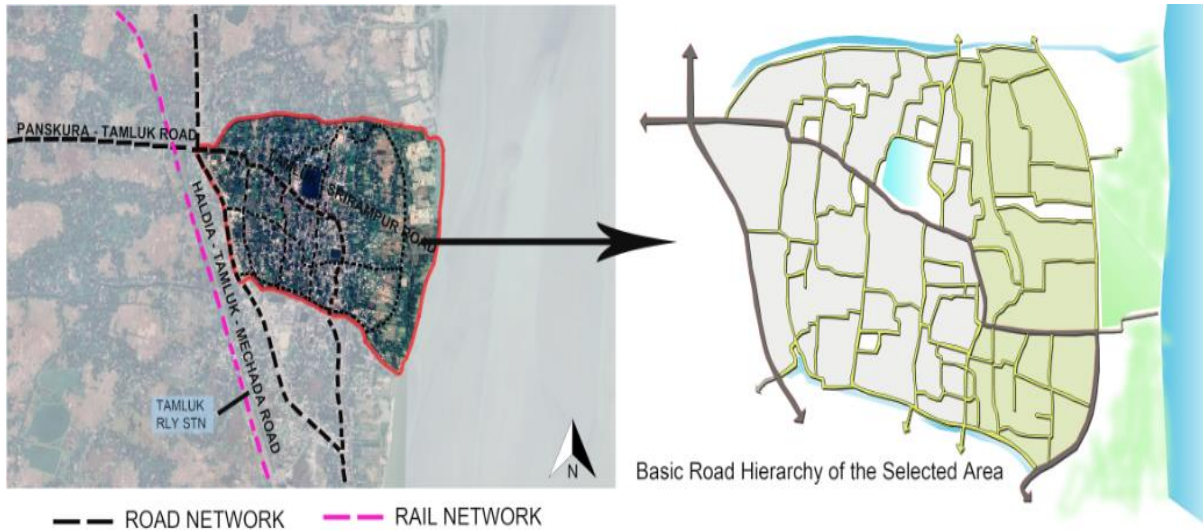 PANSKURA - TAMLUK ROAD
SRIRAMPUR ROAD
HALDIA - TAMLUK - MECHADA ROAD
TAMLUK
RLY STN
N
Basic Road Hierarchy of the Selected Area
ROAD NETWORK
RAIL NETWORK